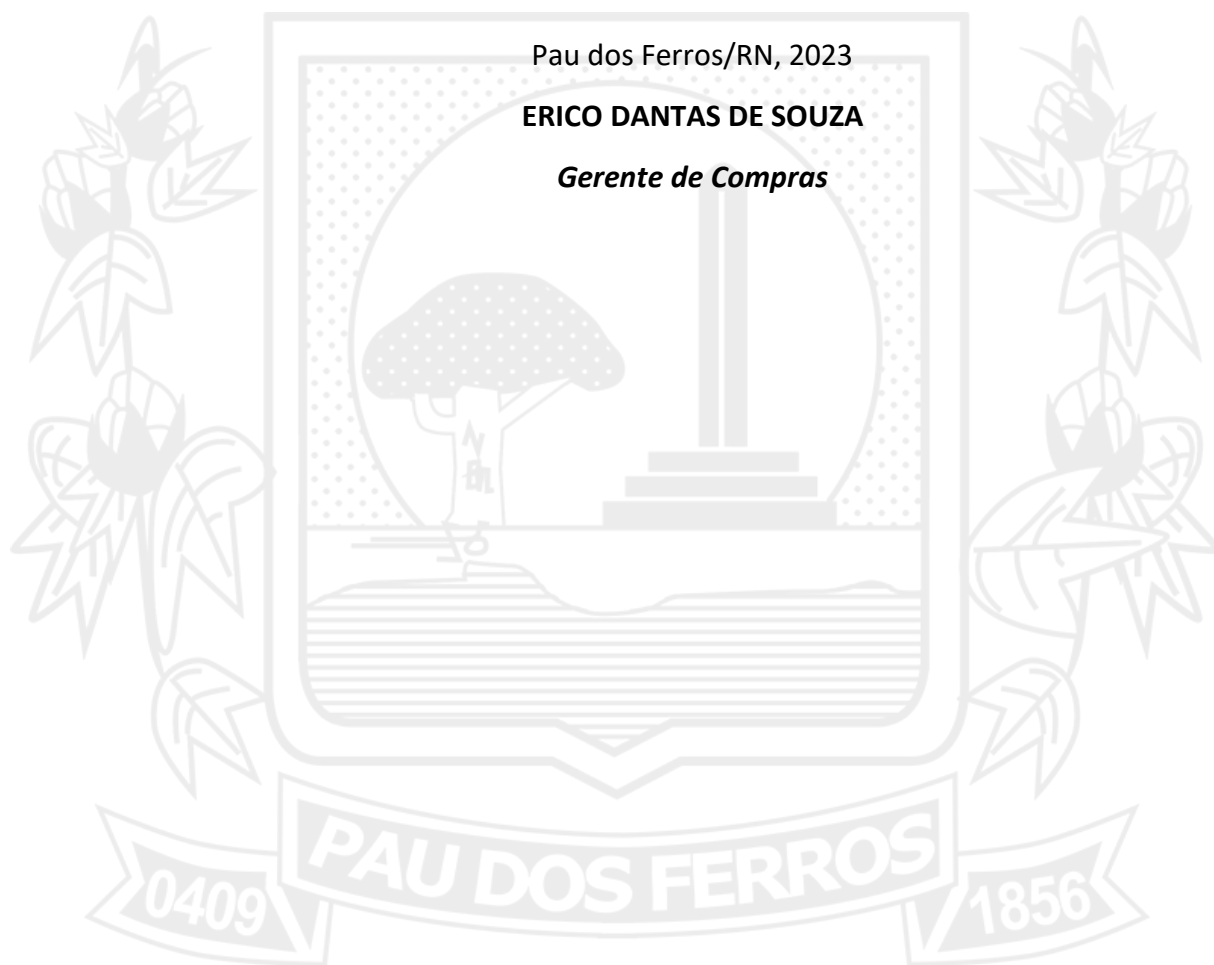 Pau dos Ferros/RN, 2023
ERICO DANTAS DE SOUZA
Gerente de Compras
PAU DOS FERROS
0409
1856